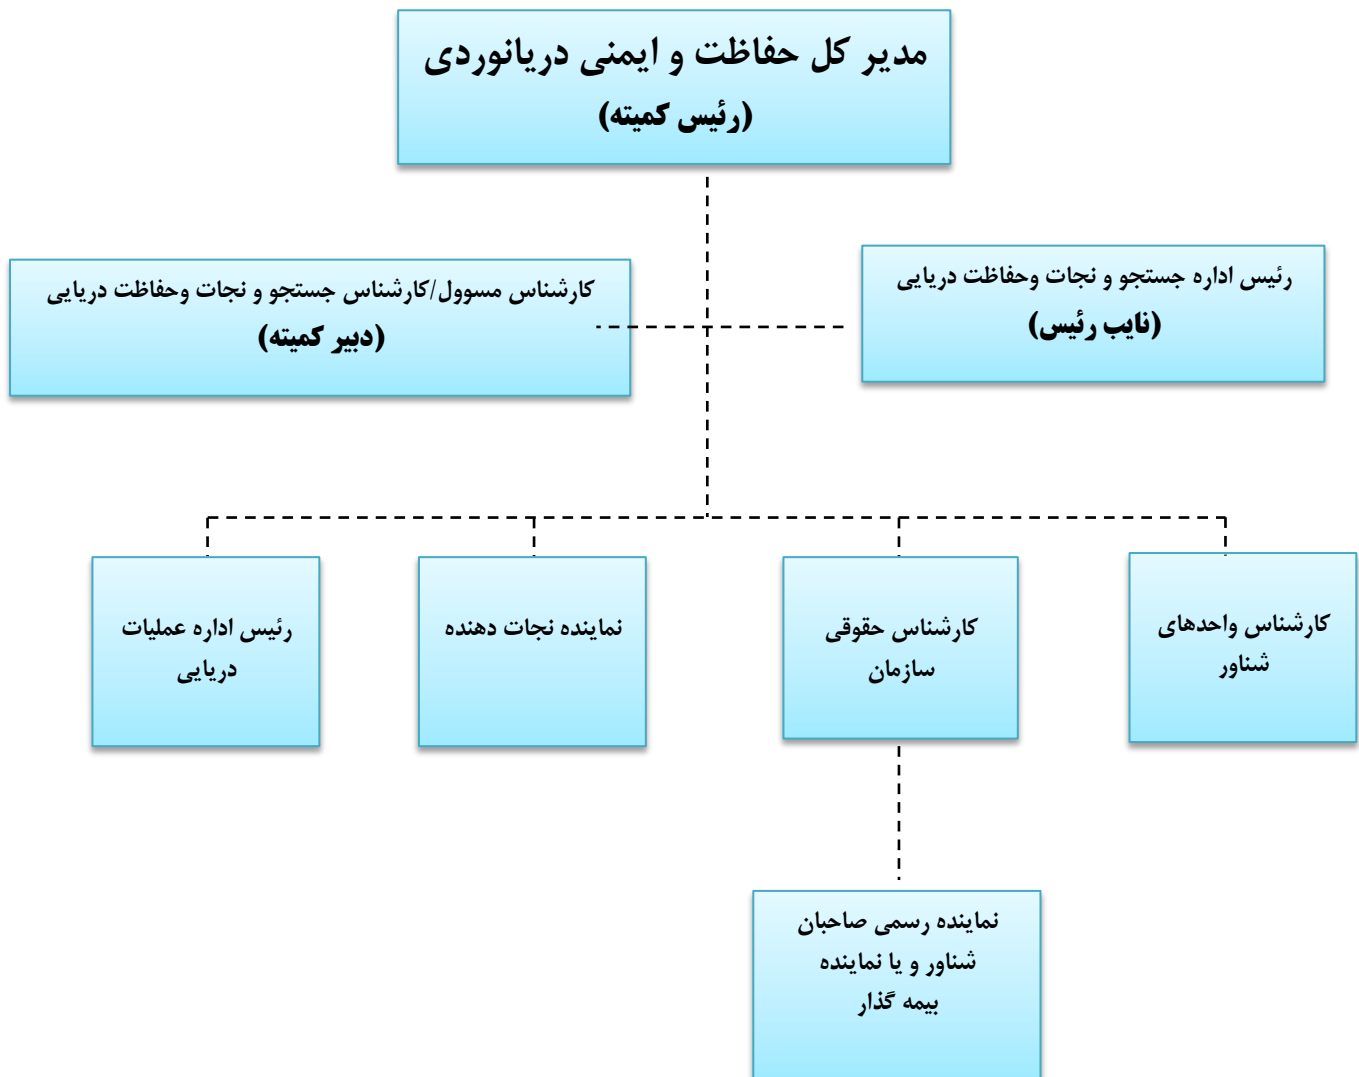 مدیر کل حفاظت و ایمنی دریانوردی
(رئیس کمیته)
رئیس اداره جستجو و نجات وحفاظت دریایی
(نایب رئیس)
کارشناس مسوول/کارشناس جستجو و نجات وحفاظت دریایی
(دبیر کمیته)
کارشناس واحدهای
شناور
کارشناس حقوقی
سازمان
نماینده نجات دهنده
رئیس اداره عملیات
دریایی
نماینده رسمی صاحبان
شناور و یا نماینده
بیمه گذار